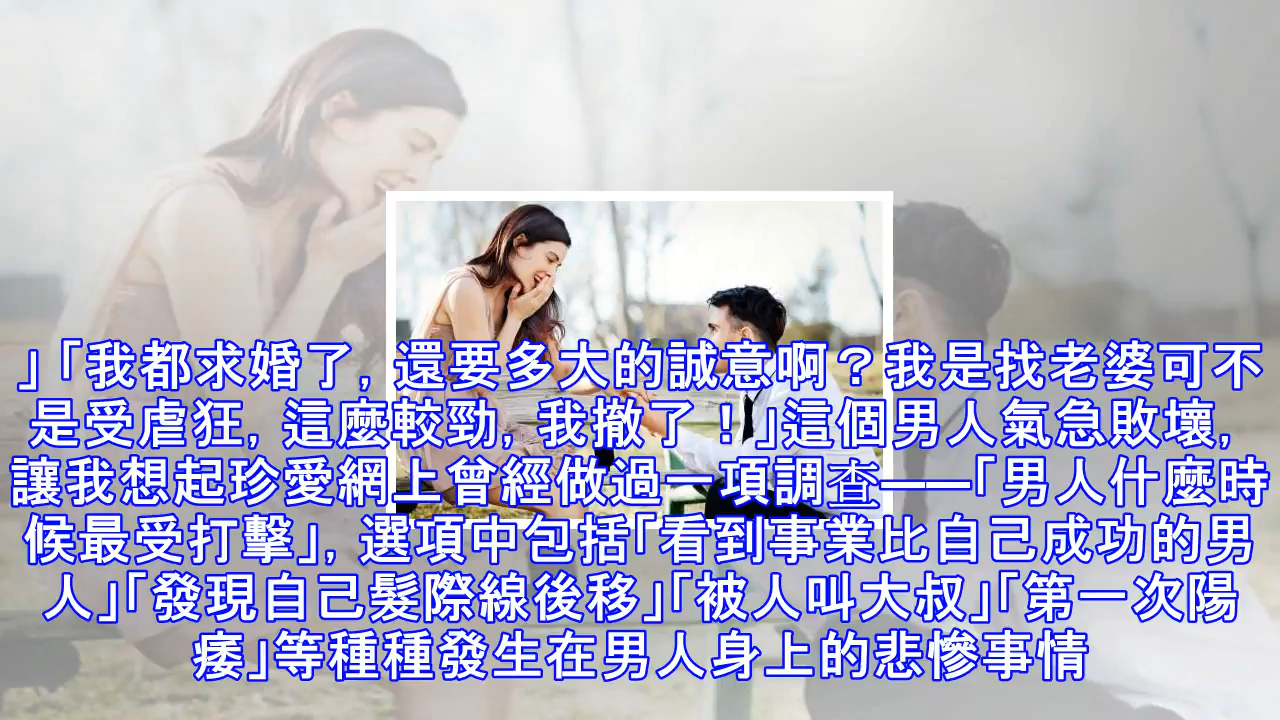 」「我都求婚了, 還要多大的誠意啊？我是找老婆可不
是受虐狂, 這麼較勁, 我撤了！」這個男人氣急敗壞,
讓我想起珍愛網上曾經做過一項調查——「男人什麼時
候最受打擊」, 選項中包括「看到事業比自己成功的男
人」「發現自己髮際線後移」「被人叫大叔」「第一次陽
痿」等種種發生在男人身上的悲慘事情